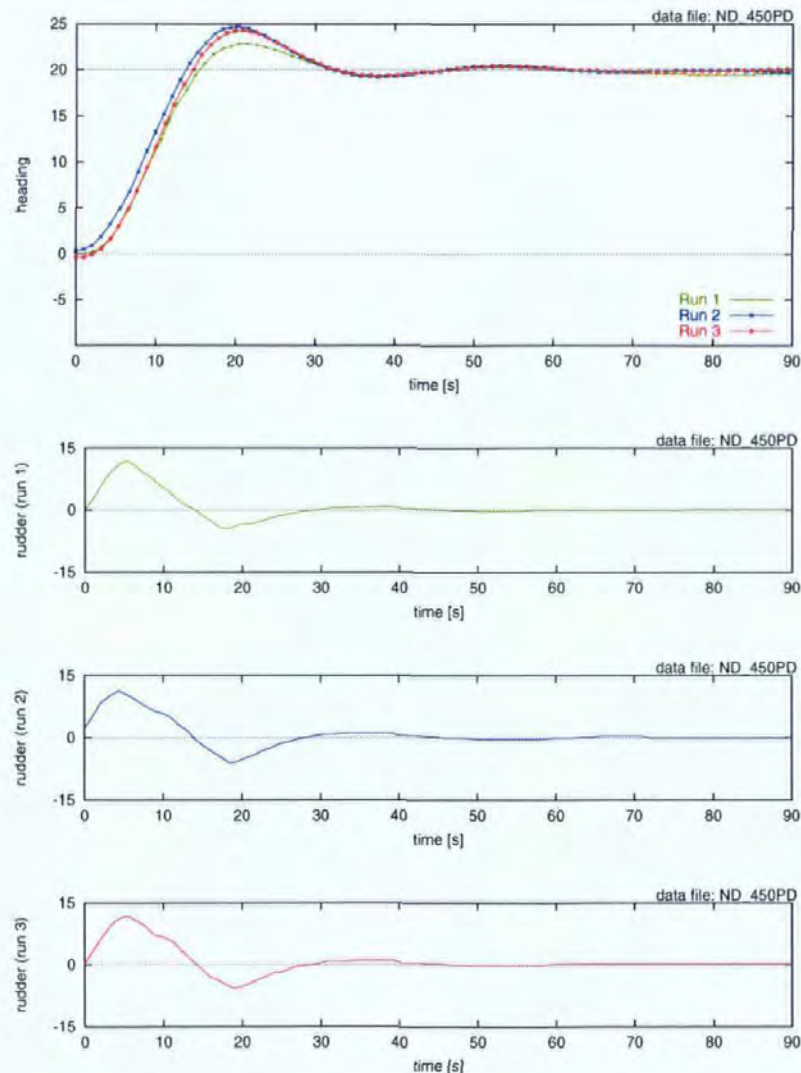 data file: ND_450PD
25
20
15
10
5
0
-5
heading
Run 1
Run 2
Run 3
0 10 20 30 40 50 60 70 80 90
time [s]
data file: ND_450PD
15
0
-15
rudder (run 1)
0 10 20 30 40 50 60 70 80 90
time [s]
data file: ND_450PD
15
0
-15
rudder (run 2)
0 10 20 30 40 50 60 70 80 90
time [s]
data file: ND_450PD
15
0
-15
rudder (run 3)
0 10 20 30 40 50 60 70 80 90
time [s]